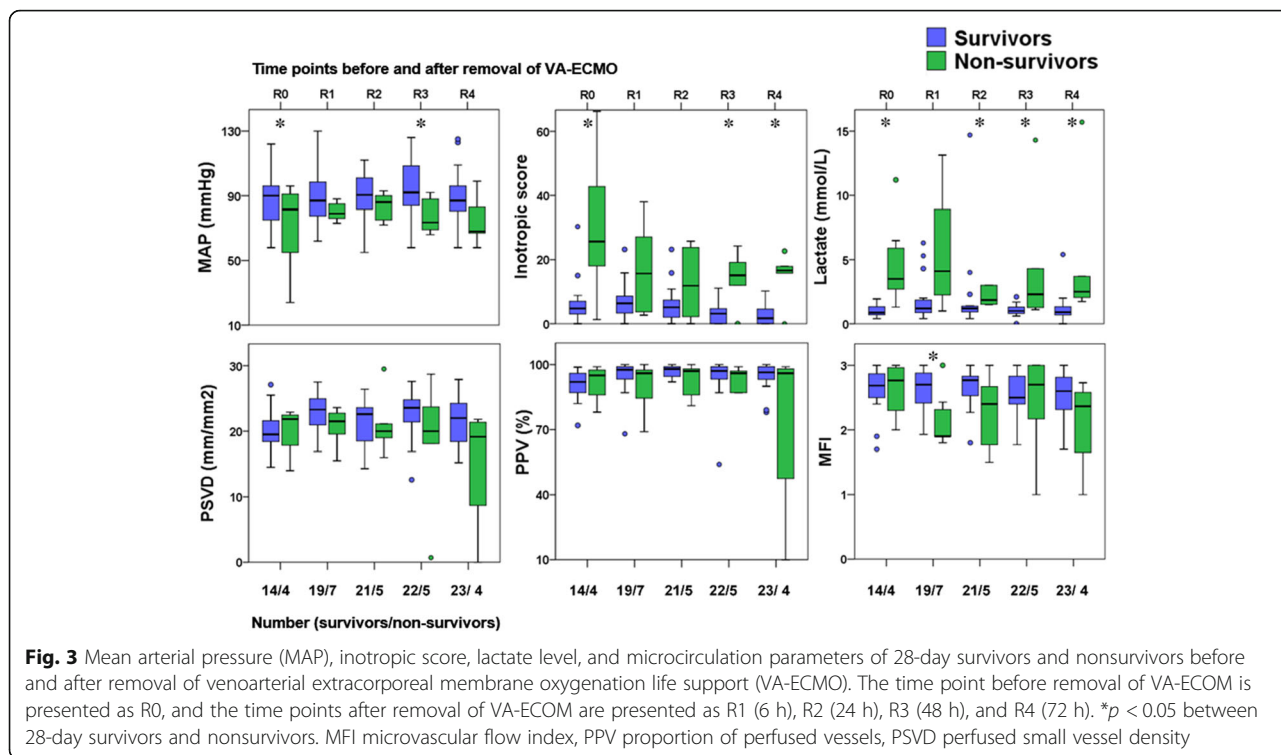 Survivors
Non-survivors
Time points before and after removal of VA-ECMO
R0 R1 R2 R3 R4
R0 R1 R2 R3 R4
R0 R1 R2 R3 R4
* *
* * *
* * * *
MAP (mmHg)
130
90
50
10
Inotropic score
60
40
20
0
Lactate (mmol/L)
15
10
5
0
PSVD (mm/mm2)
30
20
10
0
PPV (%)
100
70
40
10
MFI
3
2
1
0
*
14/4 19/7 21/5 22/5 23/ 4
14/4 19/7 21/5 22/5 23/ 4
14/4 19/7 21/5 22/5 23/ 4
Number (survivors/non-survivors)
Fig. 3 Mean arterial pressure (MAP), inotropic score, lactate level, and microcirculation parameters of 28-day survivors and nonsurvivors before
and after removal of venoarterial extracorporeal membrane oxygenation life support (VA-ECMO). The time point before removal of VA-ECOM is
presented as R0, and the time points after removal of VA-ECOM are presented as R1 (6 h), R2 (24 h), R3 (48 h), and R4 (72 h). *p < 0.05 between
28-day survivors and nonsurvivors. MFI microvascular flow index, PPV proportion of perfused vessels, PSVD perfused small vessel density